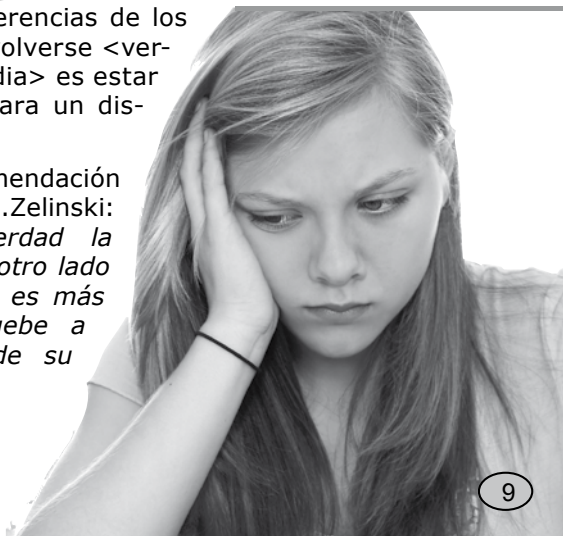 erencias de los
olverse <ver-
dia> es estar
ara un dis-
nendación
.Zelinski:
erdad la
otro lado
es más
uebe a
de su
9